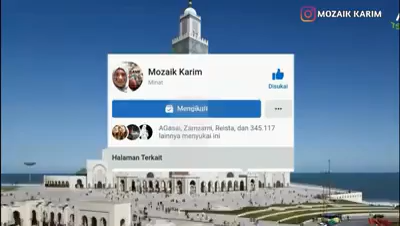 MOZAIK KARIM
Mozaik Karim
Minat
Disukai
Mengikuti
AGasai, Zamzami, Reista, dan 345.117
lainnya menyukai ini
Halaman Terkait